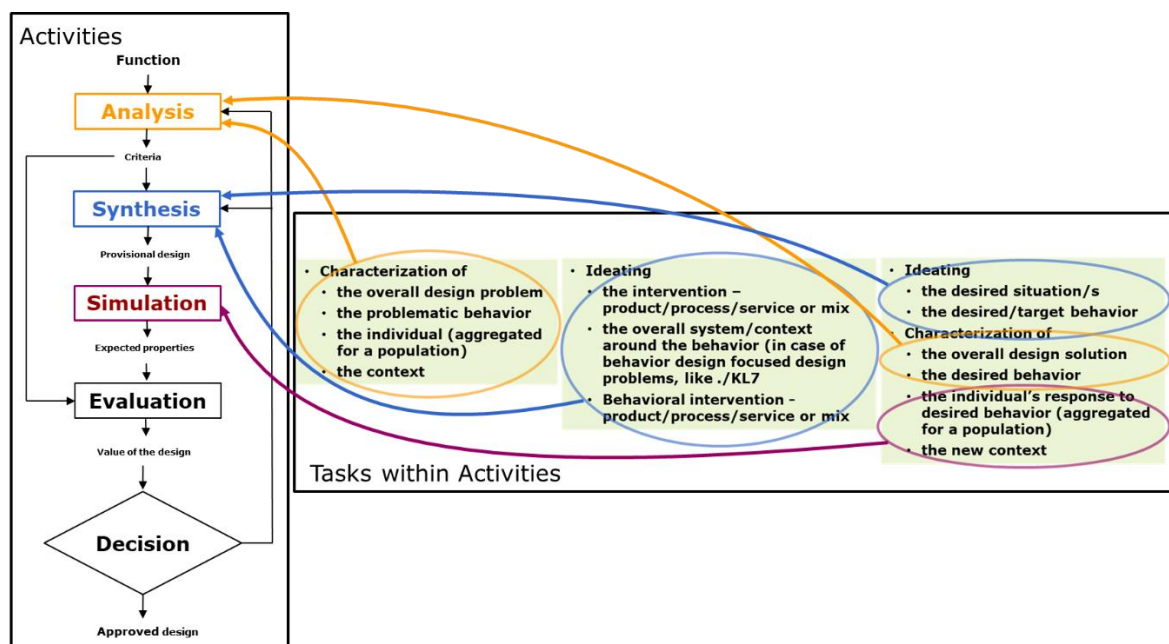 Activities
Function
Analysis
Criteria
Synthesis
Provisional design
Simulation
Expected properties
Evaluation
Value of the design
Decision
Approved design
• Characterization of
• the overall design problem
• the problematic behavior
• the individual (aggregated
for a population)
• the context
• Ideating
• the intervention –
product/process/service or mix
• the overall system/context
around the behavior (in case of
behavior design focused design
problems, like ./KL7
• Behavioral intervention –
product/process/service or mix
• Ideating
• the desired situation/s
• the desired/target behavior
• Characterization of
• the overall design solution
• the desired behavior
• the individual's response to
desired behavior (aggregated
for a population)
• the new context
Tasks within Activities